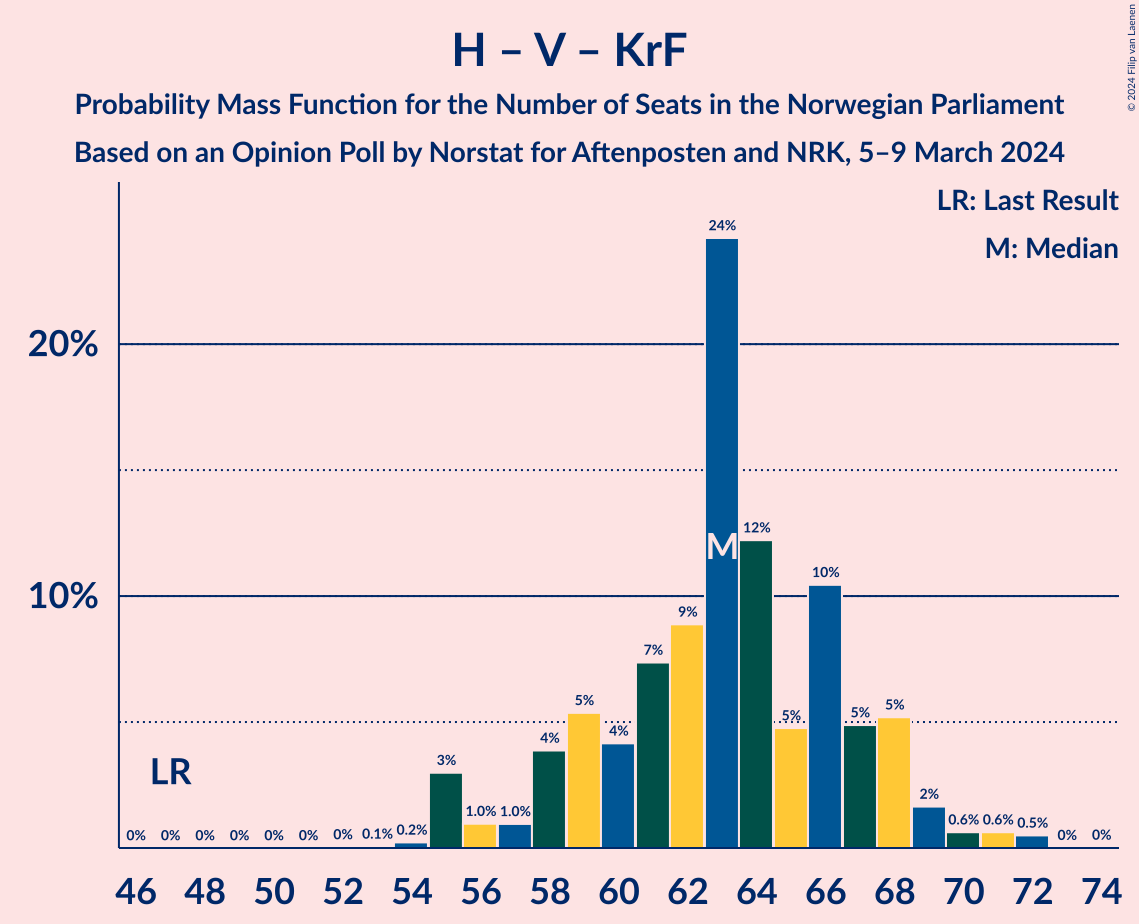 H – V – KrF
Probability Mass Function for the Number of Seats in the Norwegian Parliament
Based on an Opinion Poll by Norstat for Aftenposten and NRK, 5–9 March 2024
© 2024 Filip van Laenen
LR: Last Result
M: Median
20%
10%
LR
M
0% 0% 0% 0% 0% 0% 0% 0.1% 0.2% 3% 1.0% 1.0% 4% 5% 4% 7% 9% 24% 12% 5% 10% 5% 5% 2% 0.6% 0.6% 0.5% 0% 0%
46 48 50 52 54 56 58 60 62 64 66 68 70 72 74